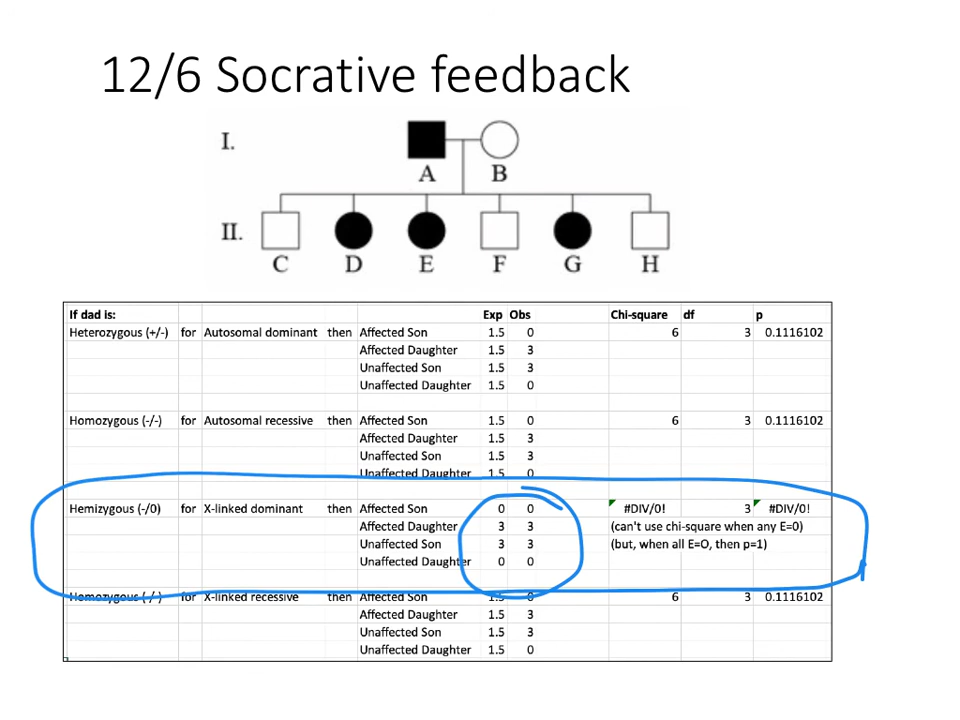 12/6 Socrative feedback
I.
A B
II.
C D E F G H
If dad is: Exp Obs Chi-square df p
Heterozygous (+/-) for Autosomal dominant then Affected Son 1.5 0 6 3 0.1116102
Affected Daughter 1.5 3
Unaffected Son 1.5 3
Unaffected Daughter 1.5 0
Homozygous (-/-) for Autosomal recessive then Affected Son 1.5 0 6 3 0.1116102
Affected Daughter 1.5 3
Unaffected Son 1.5 3
Unaffected Daughter 1.5 0
Hemizygous (-/0) for X-linked dominant then Affected Son 0 0 #DIV/0! 3 #DIV/0!
Affected Daughter 3 3 (can't use chi-square when any E=0)
Unaffected Son 3 3 (but, when all E=O, then p=1)
Unaffected Daughter 0 0
Homozygous (-/-) for X-linked recessive then Affected Son 1.5 0 6 3 0.1116102
Affected Daughter 1.5 3
Unaffected Son 1.5 3
Unaffected Daughter 1.5 0